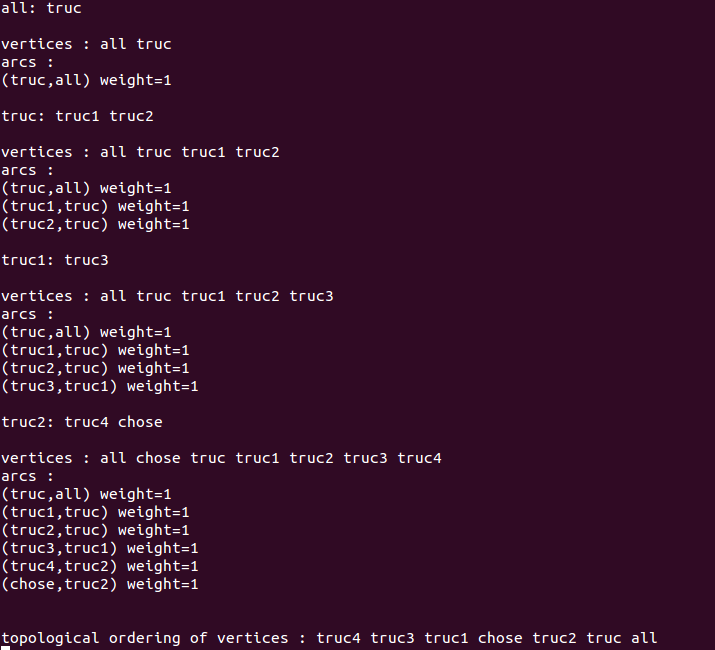 all: truc
vertices : all truc
arcs :
(truc,all) weight=1
truc: truc1 truc2
vertices : all truc truc1 truc2
arcs :
(truc,all) weight=1
(truc1,truc) weight=1
(truc2,truc) weight=1
truc1: truc3
vertices : all truc truc1 truc2 truc3
arcs :
(truc,all) weight=1
(truc1,truc) weight=1
(truc2,truc) weight=1
(truc3,truc1) weight=1
truc2: truc4 chose
vertices : all chose truc truc1 truc2 truc3 truc4
arcs :
(truc,all) weight=1
(truc1,truc) weight=1
(truc2,truc) weight=1
(truc3,truc1) weight=1
(truc4,truc2) weight=1
(chose,truc2) weight=1
topological ordering of vertices : truc4 truc3 truc1 chose truc2 truc all